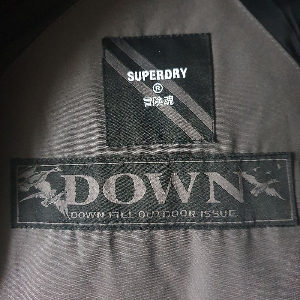 SUPERDRY
®
冒険魂
DOWN
DOWN FILL OUTDOOR ISSUE